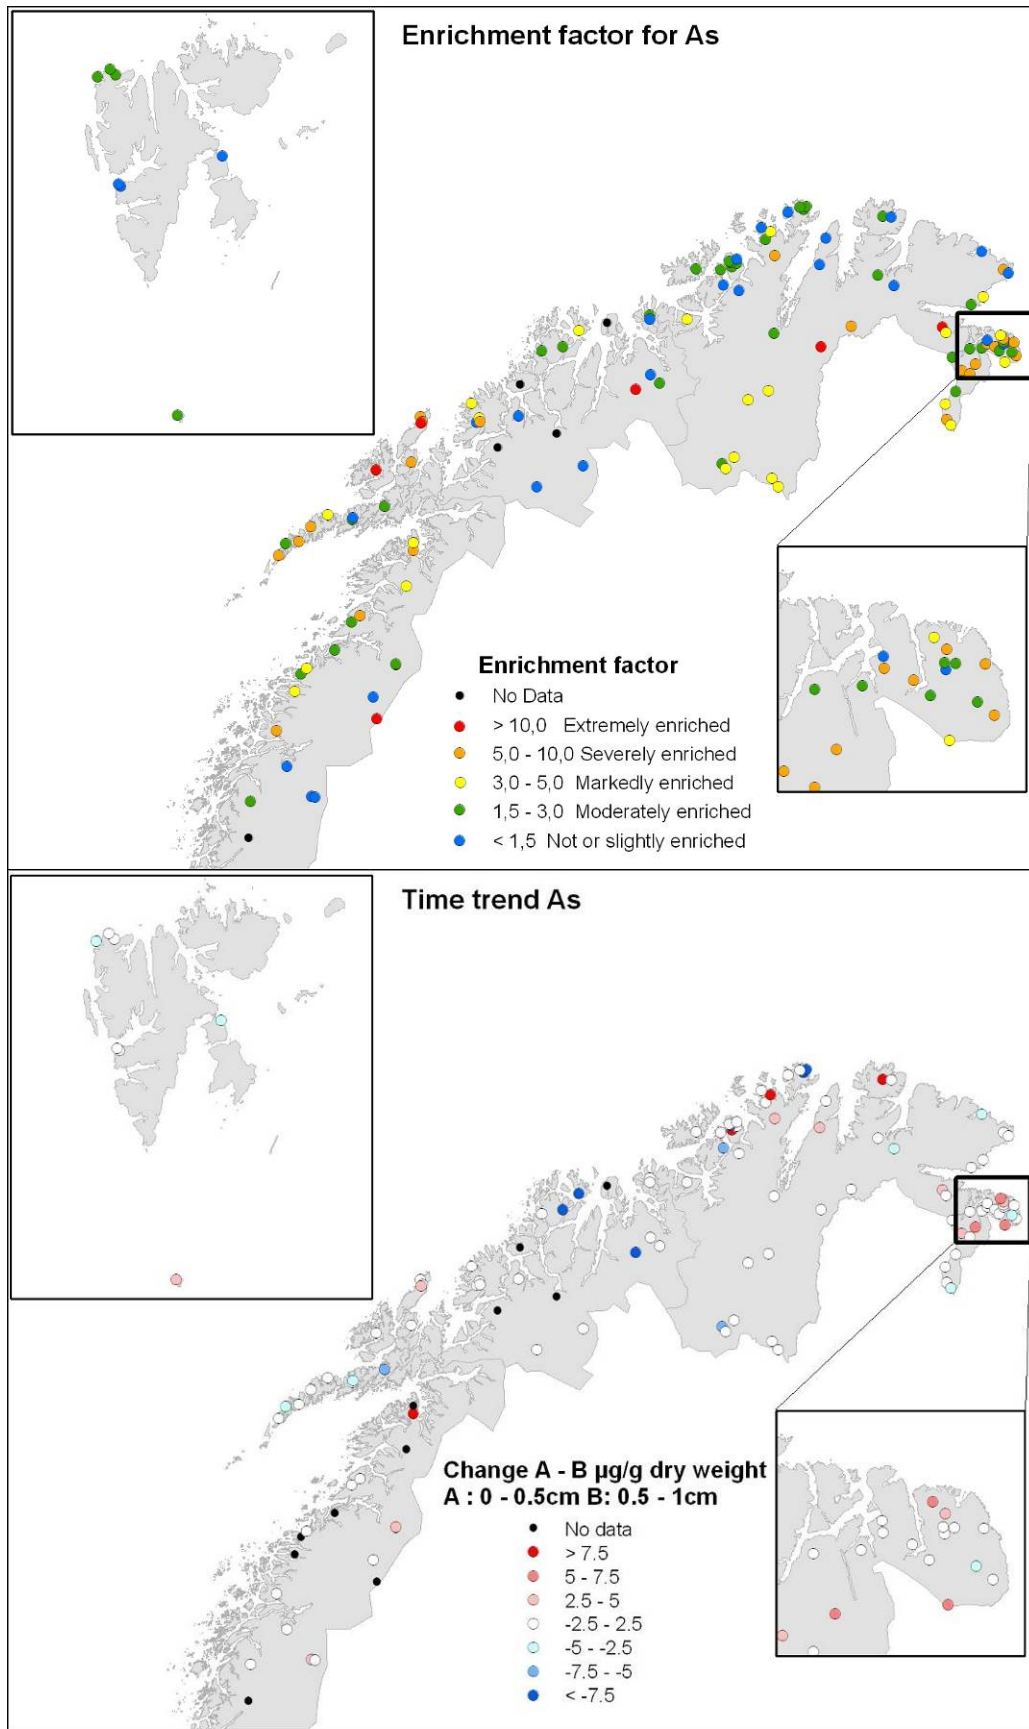 Enrichment factor for As
Enrichment factor
No Data
> 10,0 Extremely enriched
5,0 - 10,0 Severely enriched
3,0 - 5,0 Markedly enriched
1,5 - 3,0 Moderately enriched
< 1,5 Not or slightly enriched
Time trend As
Change A - B µg/g dry weight
A : 0 - 0.5cm B: 0.5 - 1cm
No data
> 7.5
5 - 7.5
2.5 - 5
-2.5 - 2.5
-5 - -2.5
-7.5 - -5
< -7.5